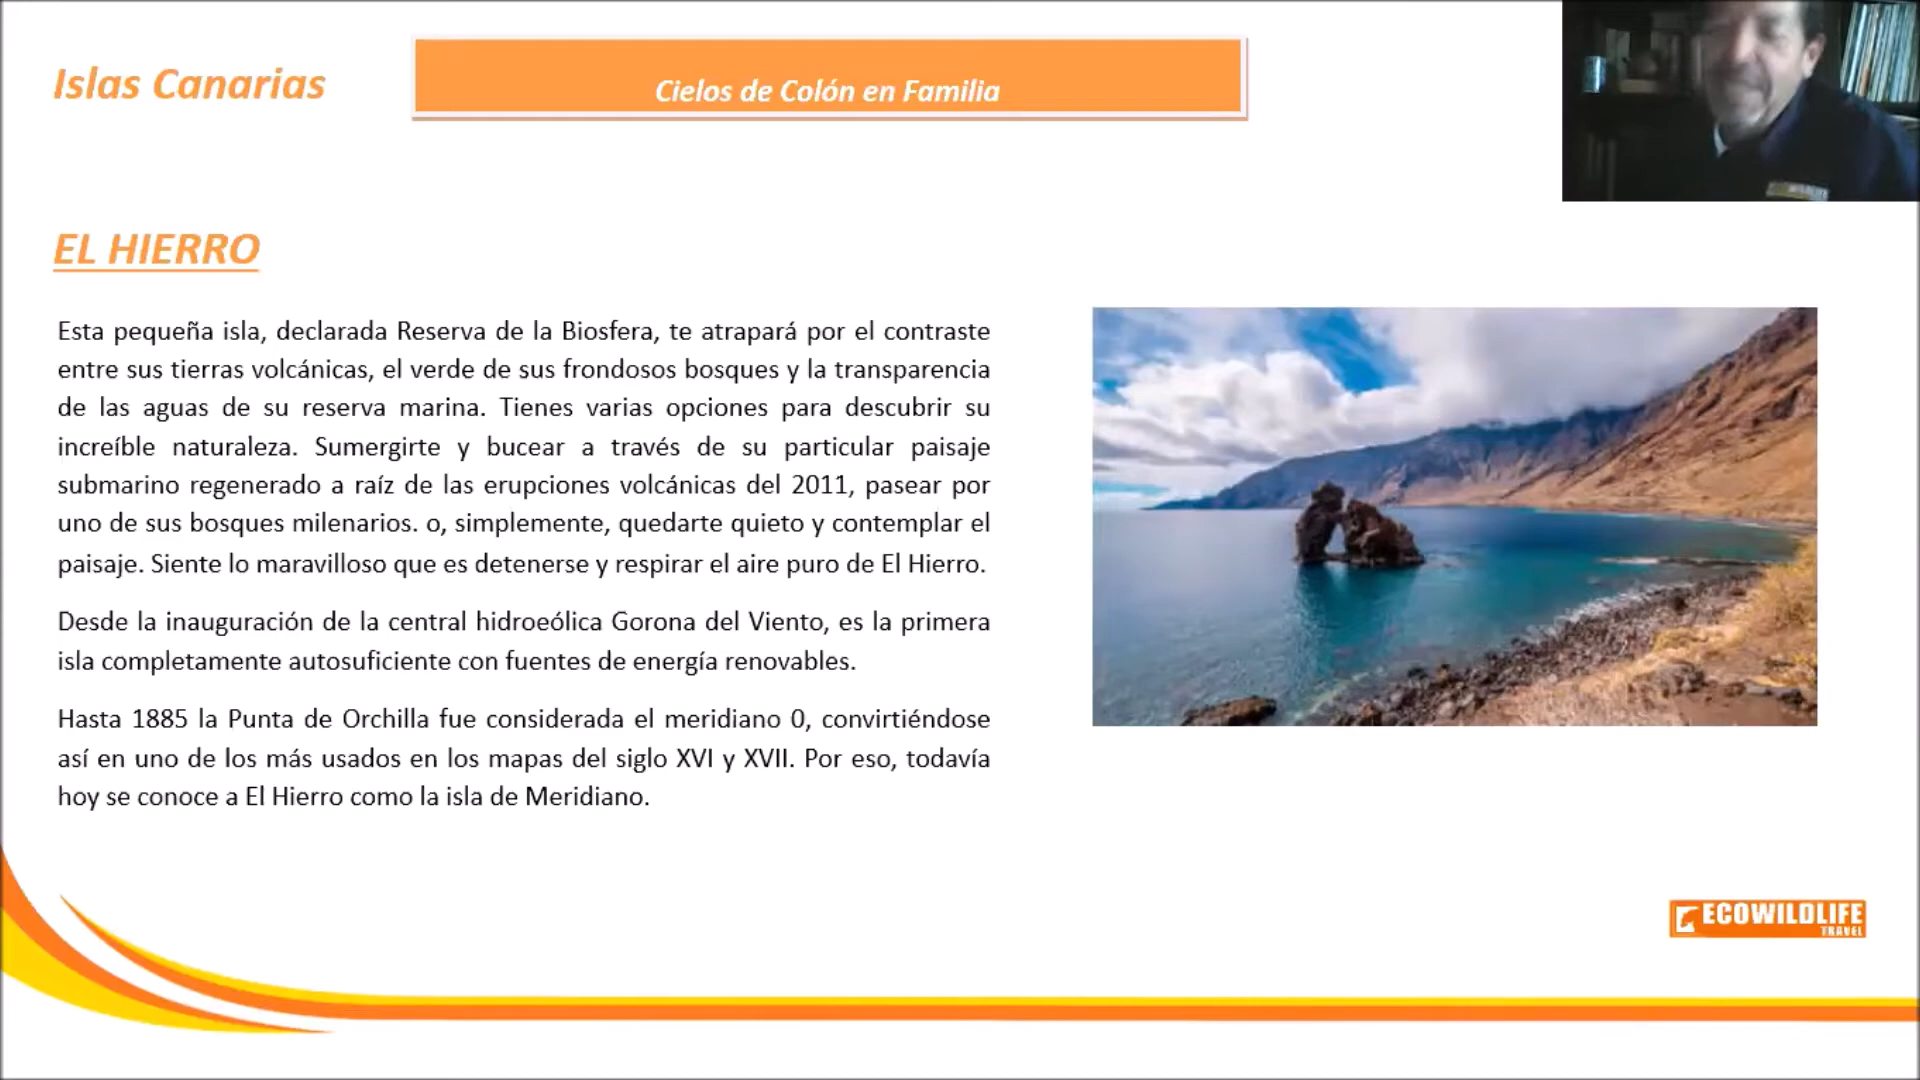 Islas Canarias
Cielos de Colón en Familia
EL HIERRO
Esta pequeña isla, declarada Reserva de la Biosfera, te atrapará por el contraste
entre sus tierras volcánicas, el verde de sus frondosos bosques y la transparencia
de las aguas de su reserva marina. Tienes varias opciones para descubrir su
increíble naturaleza. Sumergirte y bucear a través de su particular paisaje
submarino regenerado a raíz de las erupciones volcánicas del 2011, pasear por
uno de sus bosques milenarios. o, simplemente, quedarte quieto y contemplar el
paisaje. Siente lo maravilloso que es detenerse y respirar el aire puro de El Hierro.
Desde la inauguración de la central hidroeólica Gorona del Viento, es la primera
isla completamente autosuficiente con fuentes de energía renovables.
Hasta 1885 la Punta de Orchilla fue considerada el meridiano 0, convirtiéndose
así en uno de los más usados en los mapas del siglo XVI y XVII. Por eso, todavía
hoy se conoce a El Hierro como la isla de Meridiano.
ECOWILDLIFE
TRAVEL